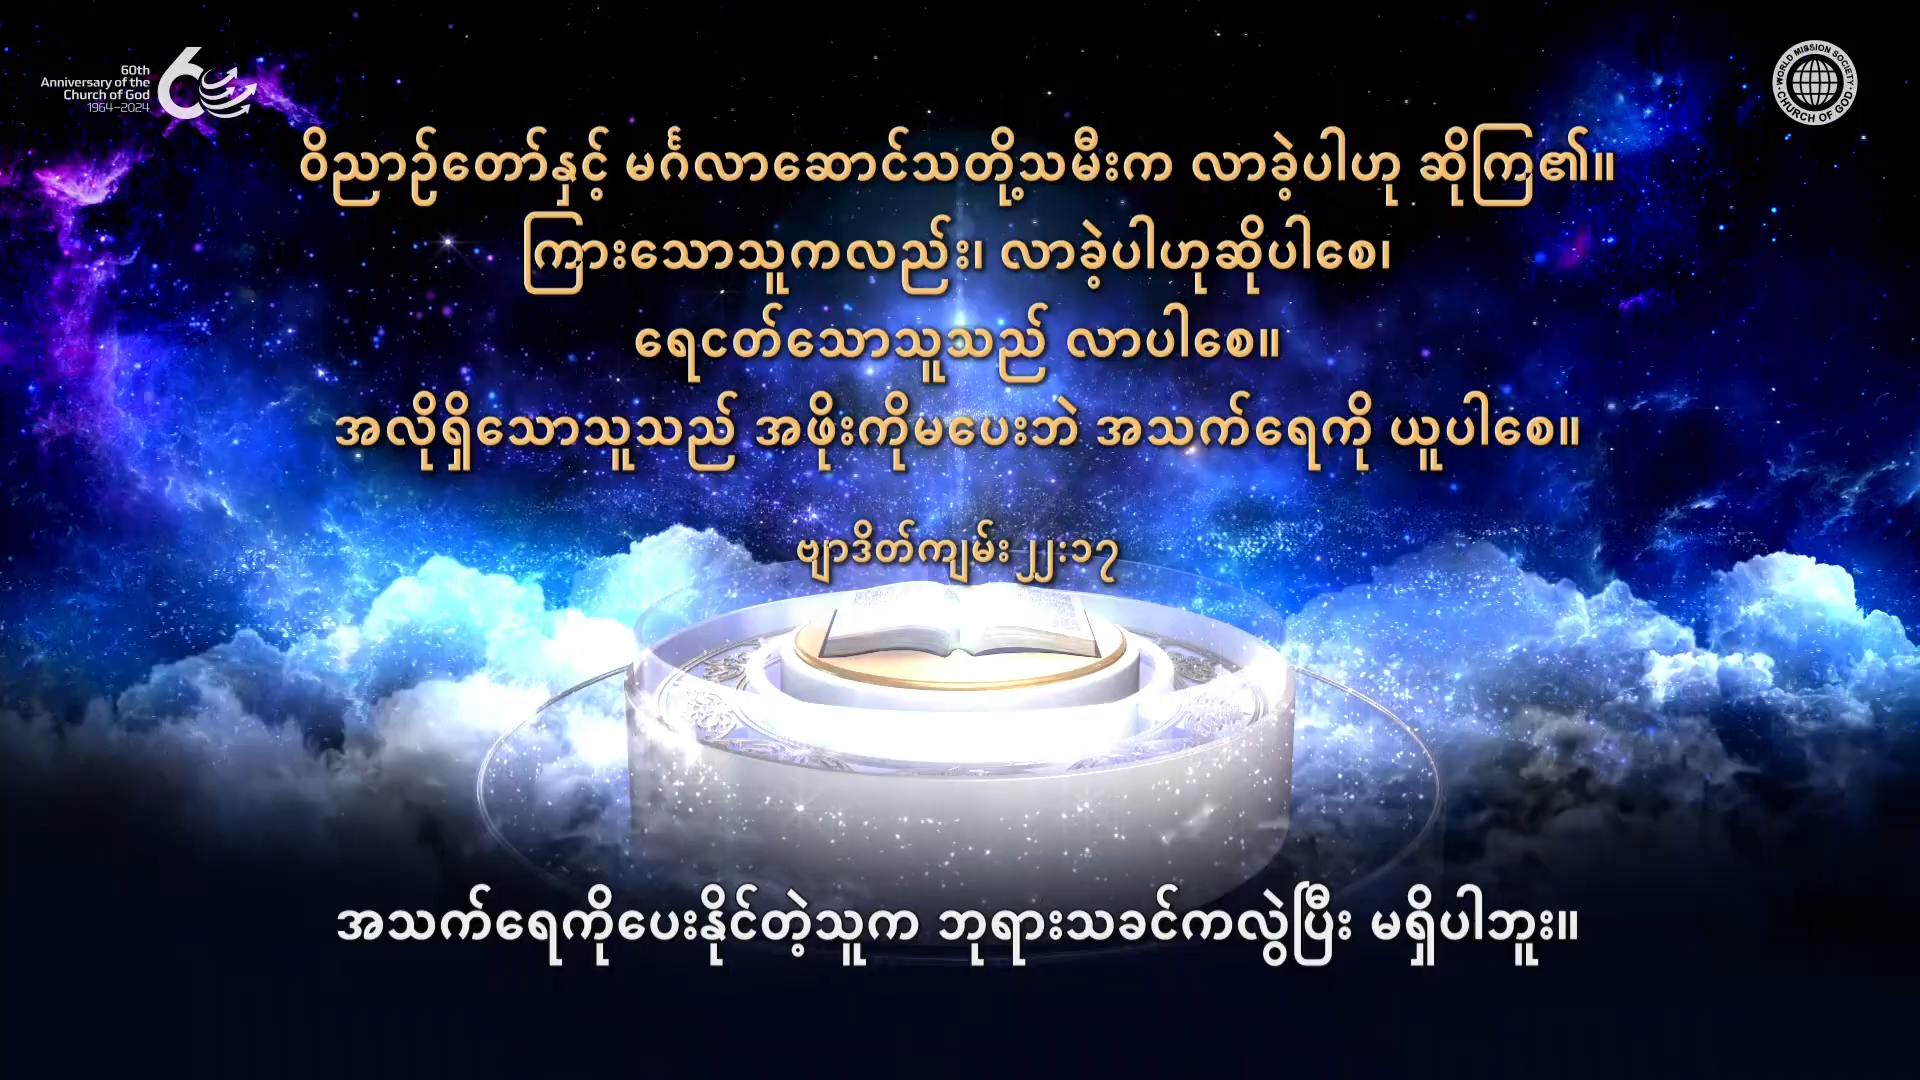 60th
Anniversary of the
Church of God
1964–2024
60
WORLD MISSION SOCIETY
CHURCH OF GOD
ဝိညာဉ်တော်နှင့် မင်္ဂလာဆောင်သတို့သမီးက လာခဲ့ပါဟု ဆိုကြ၏။
ကြားသောသူကလည်း၊ လာခဲ့ပါဟုဆိုပါစေ၊
ရေငတ်သောသူသည် လာပါစေ။
အလိုရှိသောသူသည် အဖိုးကိုမပေးဘဲ အသက်ရေကို ယူပါစေ။
ဗျာဒိတ်ကျမ်း ၂၂:၁၇
အသက်ရေကိုပေးနိုင်တဲ့သူက ဘုရားသခင်ကလွဲပြီး မရှိပါဘူး။